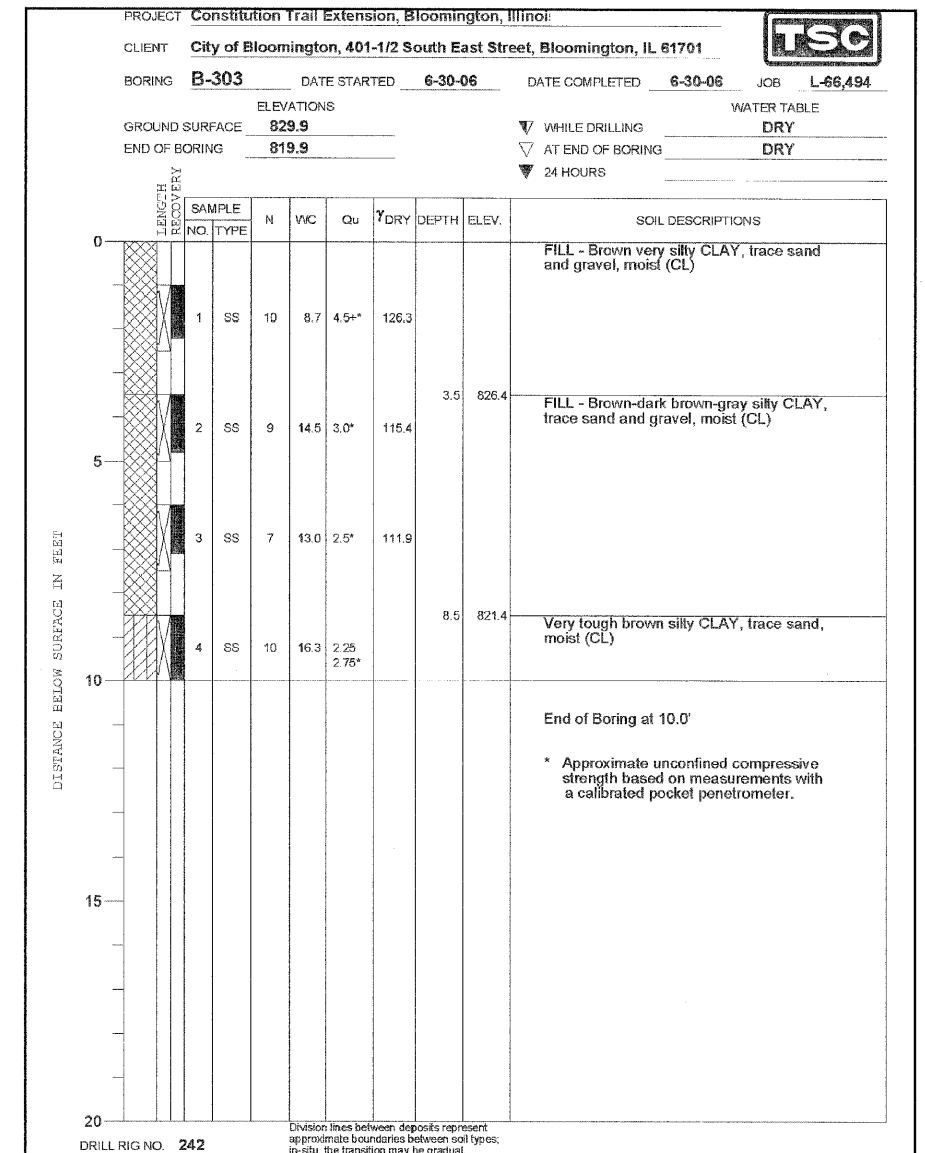 PROJECT Constitution Trail Extension, Bloomington, Illinoi
CLIENT City of Bloomington, 401-1/2 South East Street, Bloomington, IL 61701
TSC
BORING B-303 DATE STARTED 6-30-06 DATE COMPLETED 6-30-06 JOB L-66,494
ELEVATIONS WATER TABLE
GROUND SURFACE 829.9 WHILE DRILLING DRY
END OF BORING 819.9 AT END OF BORING DRY
24 HOURS
LENGTH
RECOVERY
SAMPLE
NO. TYPE N WC Qu γDRY DEPTH ELEV. SOIL DESCRIPTIONS
0
FILL - Brown very silty CLAY, trace sand
and gravel, moist (CL)
1 SS 10 8.7 4.5+* 126.3
3.5 826.4
FILL - Brown-dark brown-gray silty CLAY,
trace sand and gravel, moist (CL)
2 SS 9 14.5 3.0* 115.4
5
3 SS 7 13.0 2.5* 111.9
8.5 821.4
Very tough brown silty CLAY, trace sand,
moist (CL)
4 SS 10 16.3 2.25
2.75*
10
End of Boring at 10.0'
* Approximate unconfined compressive
strength based on measurements with
a calibrated pocket penetrometer.
15
20
DISTANCE BELOW SURFACE IN FEET
DRILL RIG NO. 242
Division lines between deposits represent
approximate boundaries between soil types;
in-situ, the transition may be gradual.